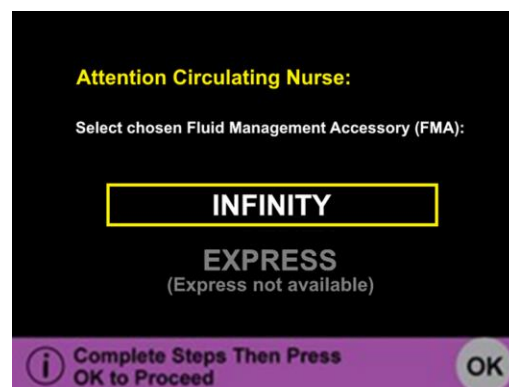 Attention Circulating Nurse:
Select chosen Fluid Management Accessory (FMA):
INFINITY
EXPRESS
(Express not available)
i Complete Steps Then Press
OK to Proceed
OK